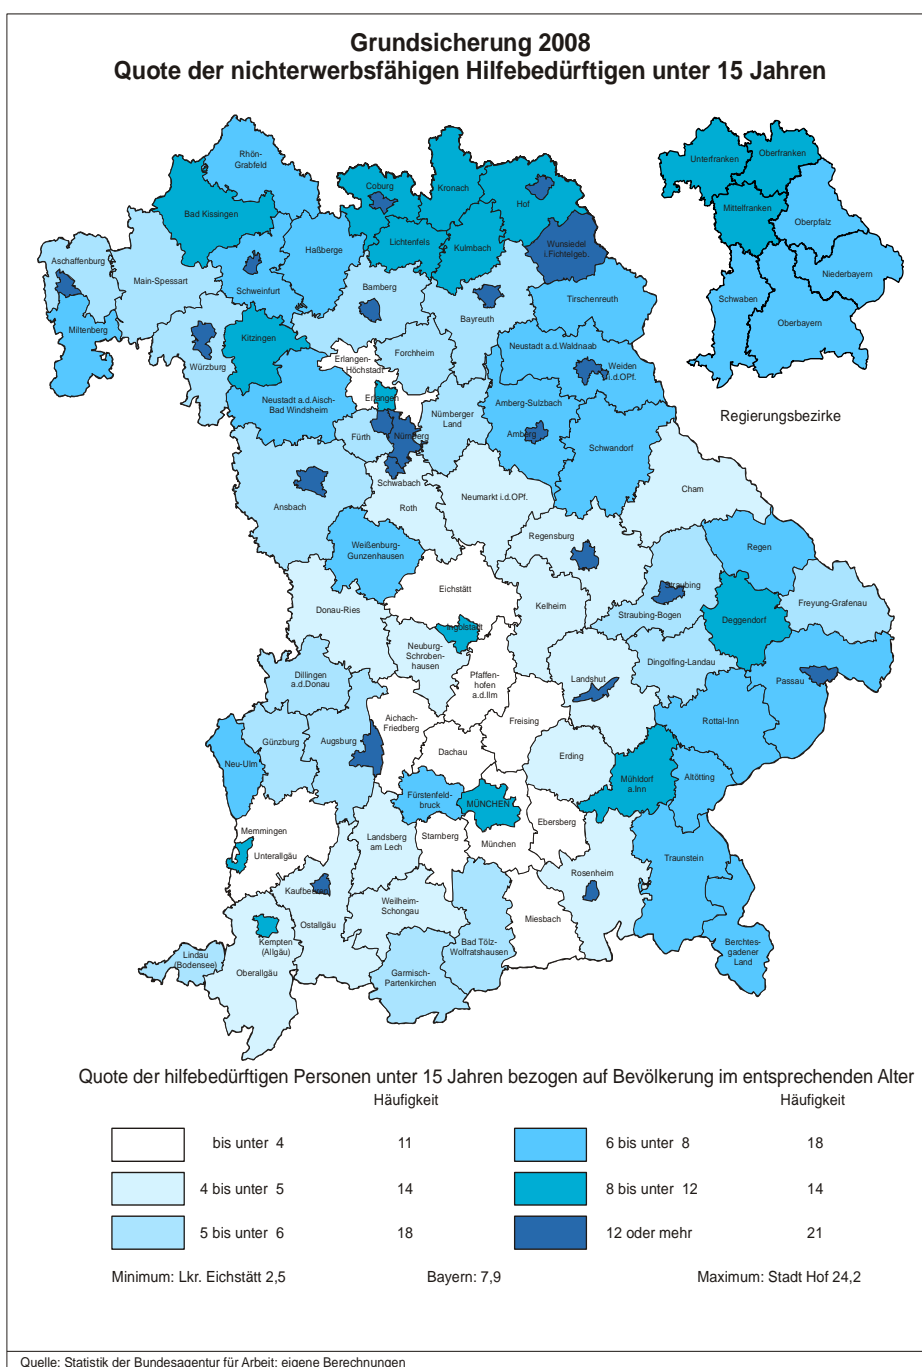 Grundsicherung 2008
Quote der nichterwerbsfähigen Hilfebedürftigen unter 15 Jahren
Rhön-
Grabfeld
Bad Kissingen
Coburg
Kronach
Hof
Lichtenfels
Kulmbach
Wunsiedel
i.Fichtelgeb.
Aschaffenburg
Main-Spessart
Schweinfurt
Haßberge
Bamberg
Bayreuth
Tirschenreuth
Miltenberg
Würzburg
Kitzingen
Erlangen-
Höchstadt
Forchheim
Neustadt a.d.Waldnaab
Weiden
i.d.OPf.
Neustadt a.d.Aisch-
Bad Windsheim
Erlangen
Fürth
Nürnberg
Nürnberger
Land
Amberg-Sulzbach
Amberg
Schwandorf
Ansbach
Schwabach
Roth
Neumarkt i.d.OPf.
Cham
Weißenburg-
Gunzenhausen
Regensburg
Regen
Eichstätt
Kelheim
Straubing
Straubing-Bogen
Deggendorf
Freyung-Grafenau
Donau-Ries
Ingolstadt
Neuburg-
Schroben-
hausen
Pfaffen-
hofen
a.d.Ilm
Landshut
Dingolfing-Landau
Passau
Dillingen
a.d.Donau
Aichach-
Friedberg
Freising
Rottal-Inn
Neu-Ulm
Günzburg
Augsburg
Dachau
Erding
Mühldorf
a.Inn
Altötting
Fürstenfeld-
bruck
MÜNCHEN
Ebersberg
Memmingen
Unterallgäu
Landsberg
am Lech
Starnberg
München
Traunstein
Kaufbeuren
Ostallgäu
Weilheim-
Schongau
Rosenheim
Miesbach
Kempten
(Allgäu)
Oberallgäu
Lindau
(Bodensee)
Garmisch-
Partenkirchen
Bad Tölz-
Wolfratshausen
Berchtes-
gadener
Land
Unterfranken
Oberfranken
Mittelfranken
Oberpfalz
Niederbayern
Schwaben
Oberbayern
Regierungsbezirke
Quote der hilfebedürftigen Personen unter 15 Jahren bezogen auf Bevölkerung im entsprechenden Alter
Häufigkeit Häufigkeit
bis unter 4 11 6 bis unter 8 18
4 bis unter 5 14 8 bis unter 12 14
5 bis unter 6 18 12 oder mehr 21
Minimum: Lkr. Eichstätt 2,5 Bayern: 7,9 Maximum: Stadt Hof 24,2
Quelle: Statistik der Bundesagentur für Arbeit; eigene Berechnungen